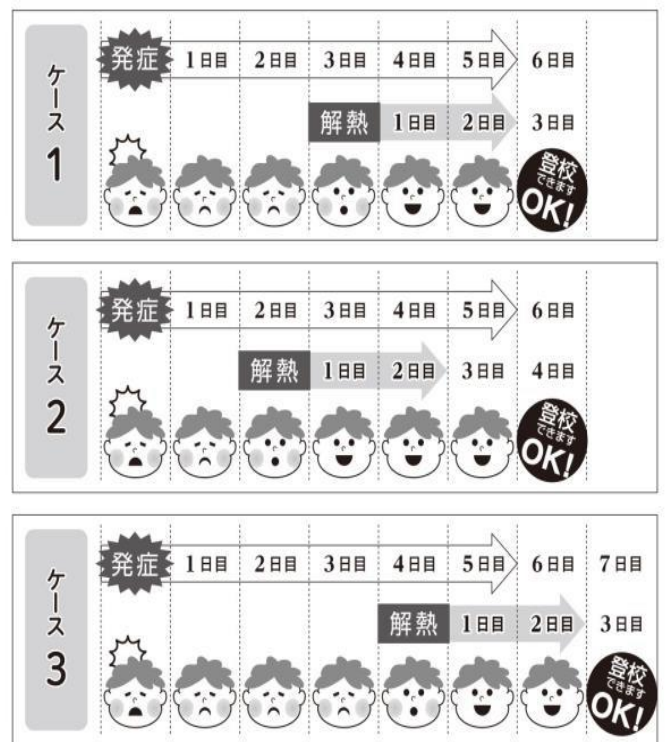 ケース1
発症 1日目 2日目 3日目 4日目 5日目 6日目
解熱 1日目 2日目 3日目
登校
できます
OK!
ケース2
発症 1日目 2日目 3日目 4日目 5日目 6日目
解熱 1日目 2日目 3日目 4日目
登校
できます
OK!
ケース3
発症 1日目 2日目 3日目 4日目 5日目 6日目 7日目
解熱 1日目 2日目 3日目
登校
できます
OK!